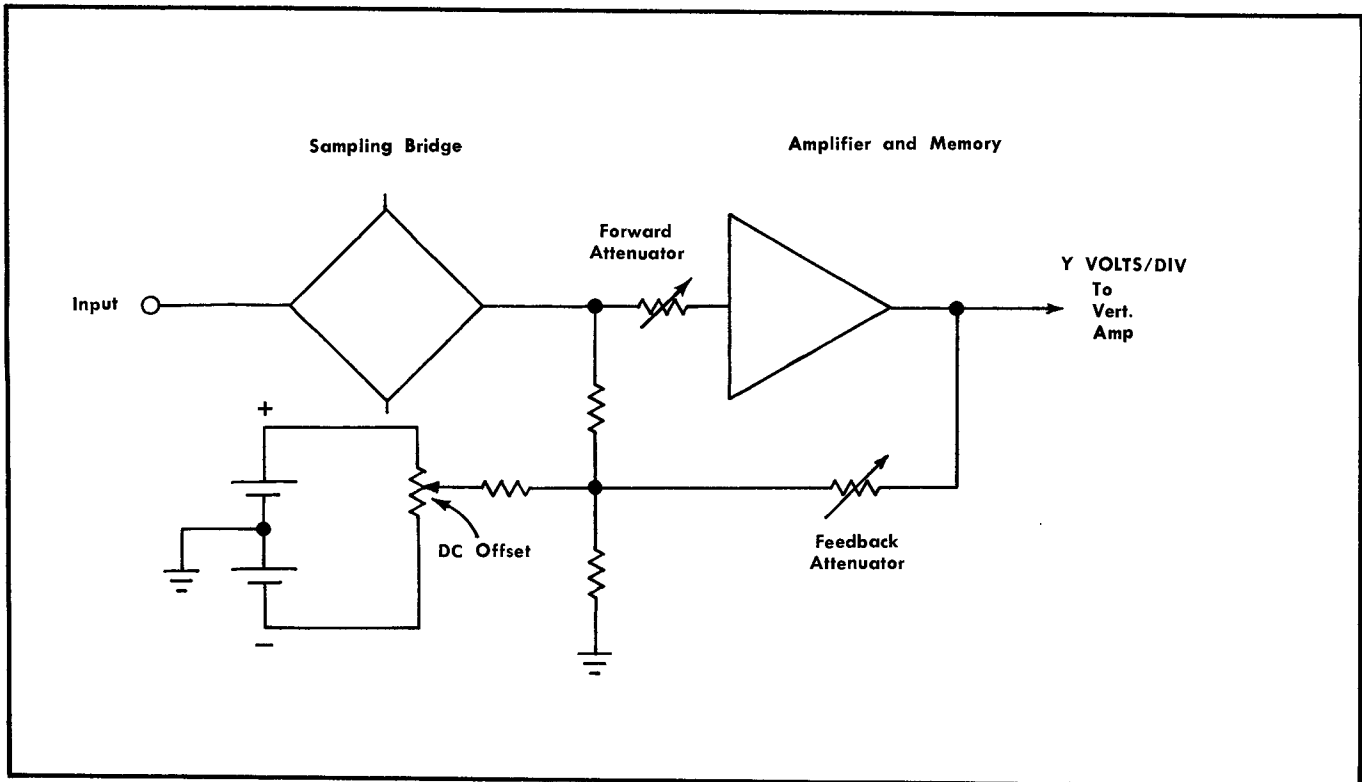 Sampling Bridge
Amplifier and Memory
Forward
Attenuator
Y VOLTS/DIV
To
Vert.
Amp
Input
+
DC Offset
Feedback
Attenuator
−